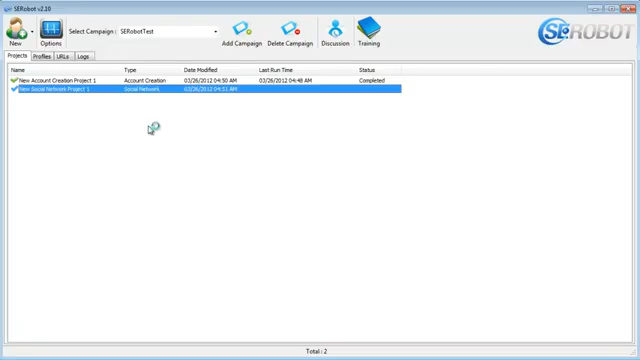 SERobot v2.10
New
Options
Select Campaign :
SERobotTest
Add Campaign
Delete Campaign
Discussion
Training
SEROBOT
Projects
Profiles
URLs
Logs
Name Type Date Modified Last Run Time Status
New Account Creation Project 1 Account Creation 03/26/2012 04:50 AM 03/26/2012 04:48 AM Completed
New Social Network Project 1 Social Network 03/26/2012 04:51 AM
Total : 2